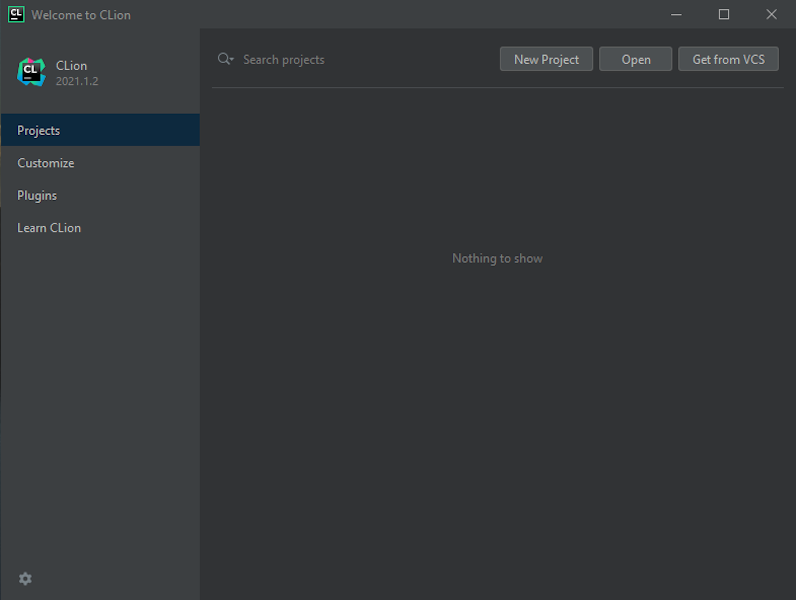 CL Welcome to CLion
CL CLion
2021.1.2
Search projects
New Project
Open
Get from VCS
Projects
Customize
Plugins
Learn CLion
Nothing to show